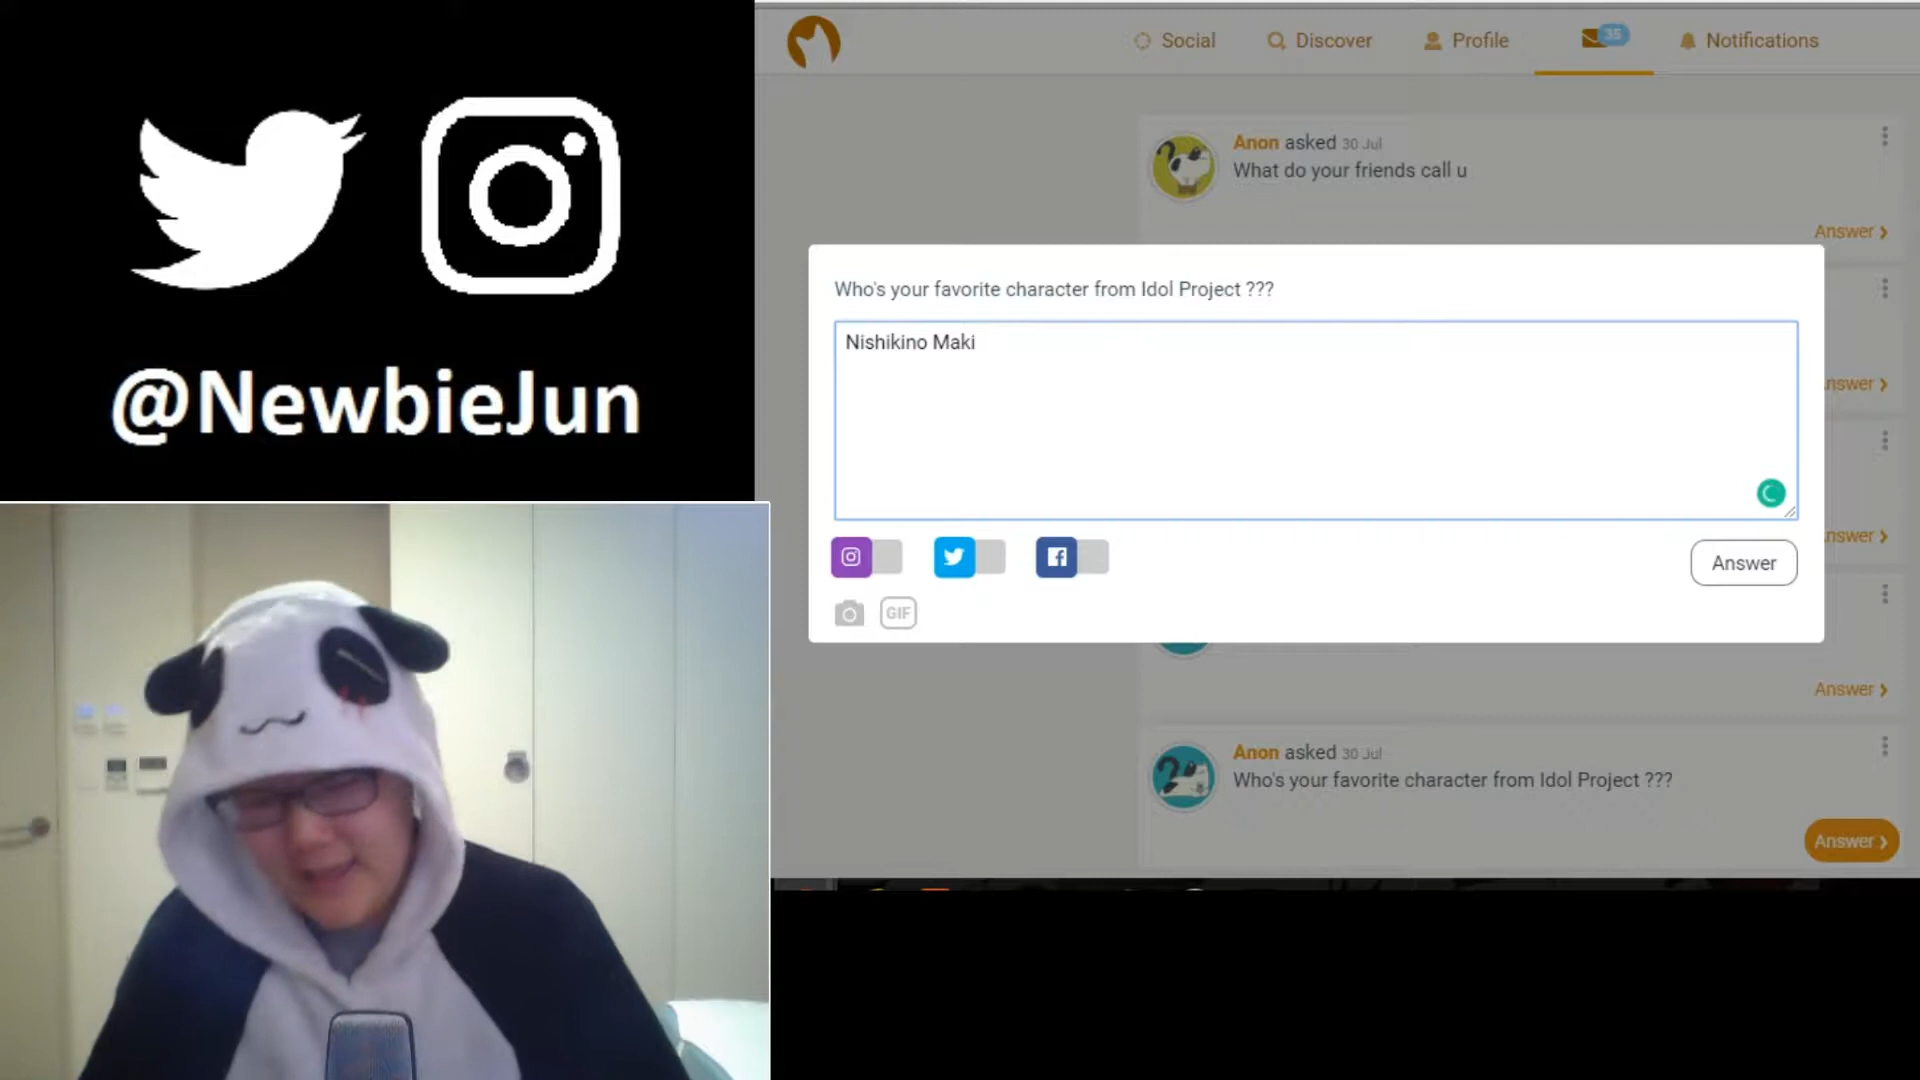 @NewbieJun
Social
Discover
Profile
35
Notifications
Anon asked 30 Jul
What do your friends call u
Answer
Who's your favorite character from Idol Project ???
Nishikino Maki
nswer
nswer
Answer
GIF
Answer
Anon asked 30 Jul
Who's your favorite character from Idol Project ???
Answer